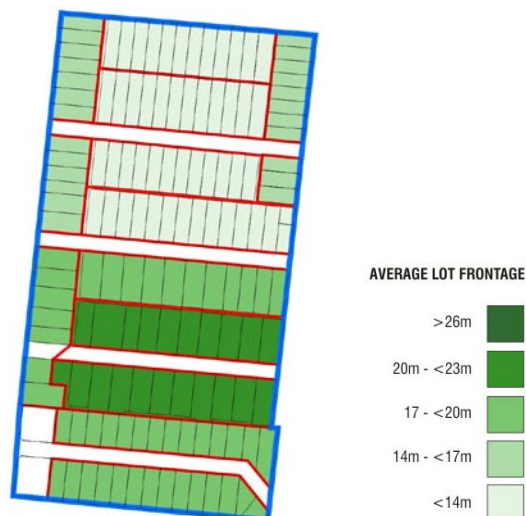 AVERAGE LOT FRONTAGE
>26m
20m - <23m
17 - <20m
14m - <17m
<14m